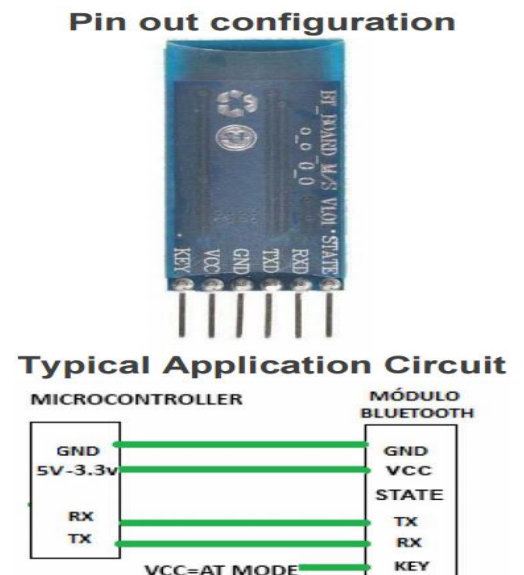 Pin out configuration
BT_BOARD M/S V1.01
KEY
VCC
GND
TXD
RXD
STATE
Typical Application Circuit
MICROCONTROLLER
MÓDULO
BLUETOOTH
GND
GND
5V-3.3v
VCC
STATE
RX
TX
TX
RX
VCC=AT MODE
KEY